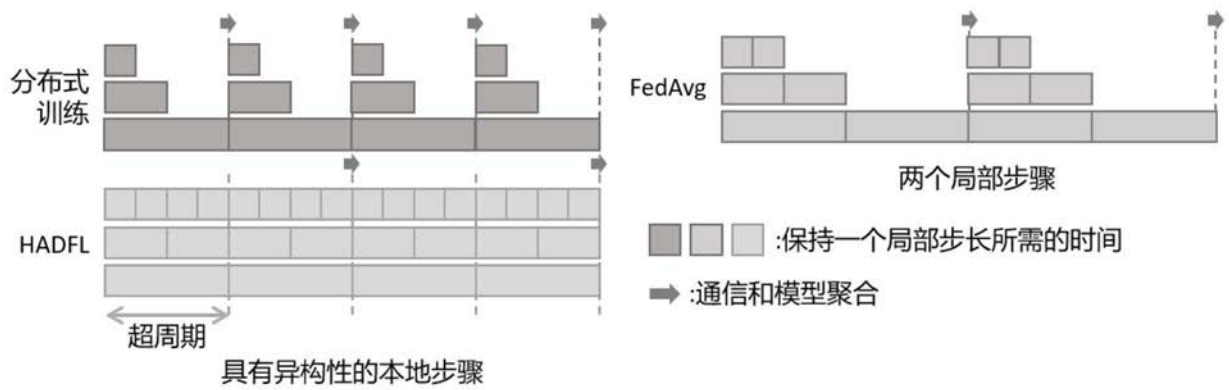 分布式
训练
HADFL
超周期
具有异构性的本地步骤
FedAvg
两个局部步骤
:保持一个局部步长所需的时间
:通信和模型聚合